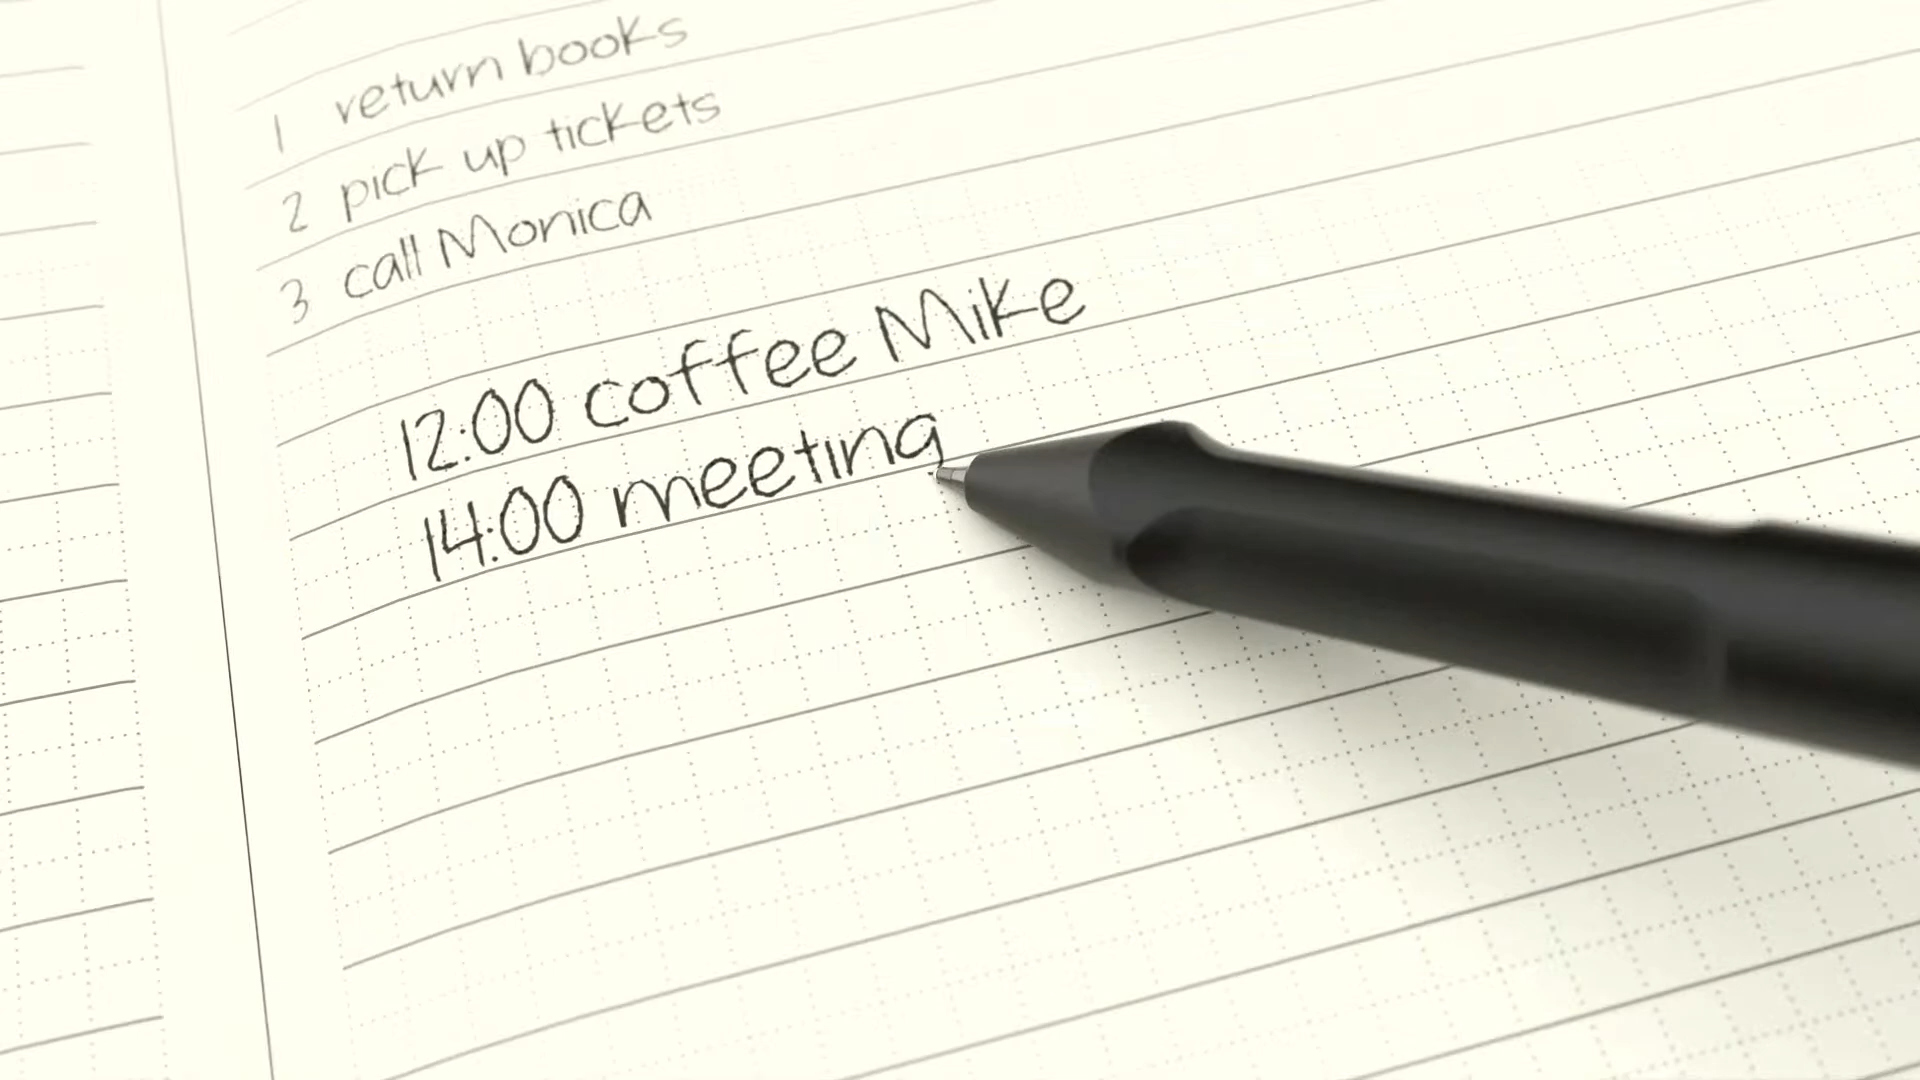 1 return books
2 pick up tickets
3 call Monica
12:00 coffee Mike
14:00 meeting